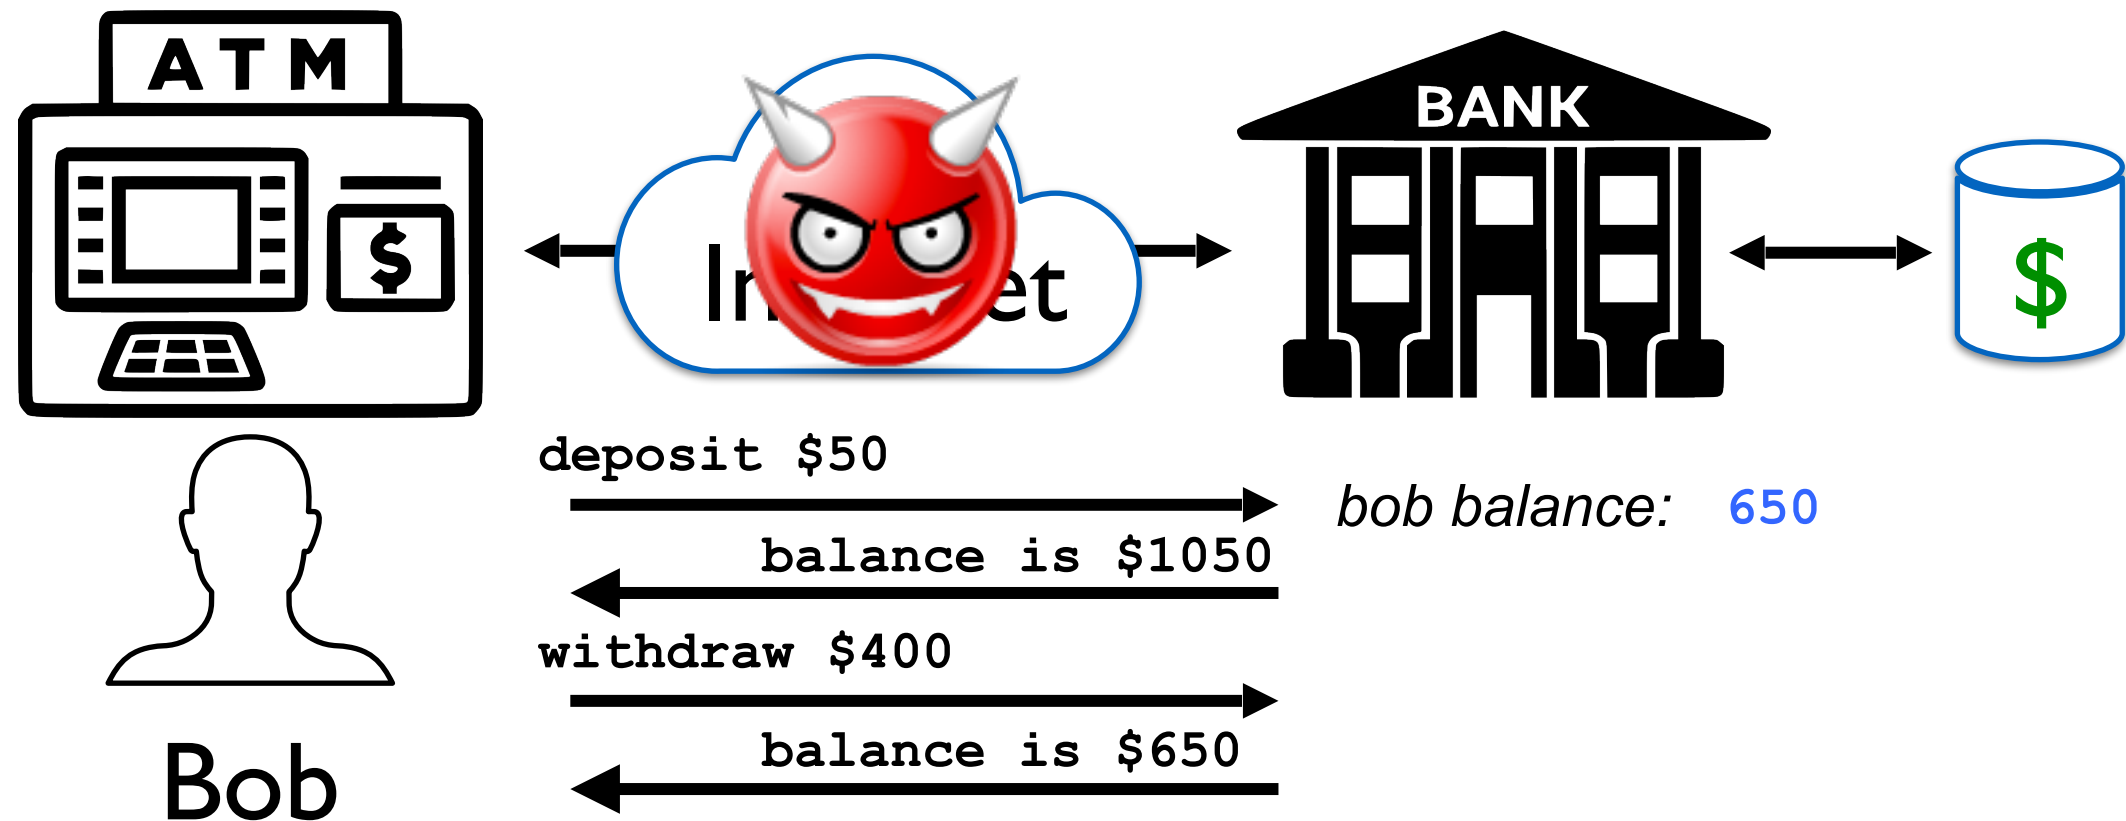 ATM
BANK
$
$
deposit $50
bob balance: 650
balance is $1050
withdraw $400
balance is $650
Bob